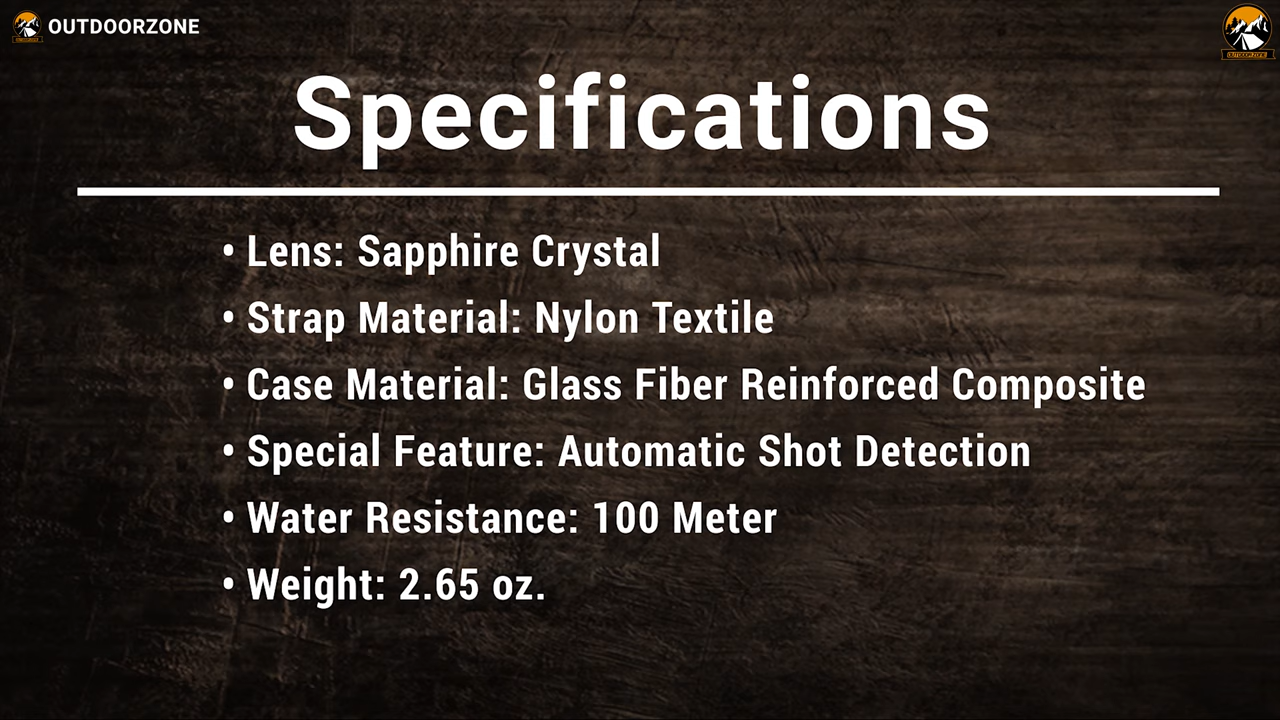 OUTDOORZONE
Specifications
• Lens: Sapphire Crystal
• Strap Material: Nylon Textile
• Case Material: Glass Fiber Reinforced Composite
• Special Feature: Automatic Shot Detection
• Water Resistance: 100 Meter
• Weight: 2.65 oz.